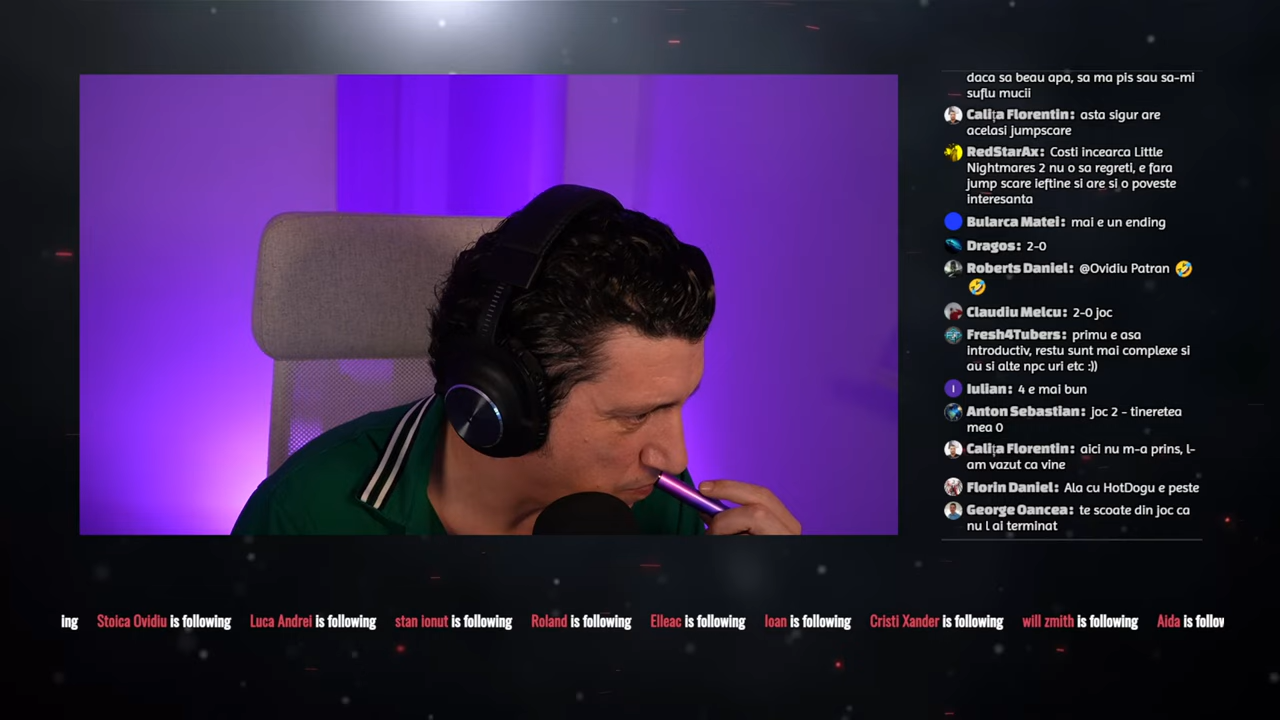 daca sa beau apa, sa ma pis sau sa-mi
suflu mucii
Calița Florentin: asta sigur are
acelasi jumpscare
RedStarAx: Costi incearca Little
Nightmares 2 nu o sa regreti, e fara
jump scare ieftine si are si o poveste
interesanta
Bularca Matei: mai e un ending
Dragos: 2-0
Roberts Daniel: @Ovidiu Patran 🤣
🤣
Claudiu Melcu: 2-0 joc
Fresh4Tubers: primu e asa
introductiv, restu sunt mai complexe si
au si alte npc uri etc :))
I Iulian: 4 e mai bun
Anton Sebastian: joc 2 - tineretea
mea 0
Calița Florentin: aici nu m-a prins, l-
am vazut ca vine
Florin Daniel: Ala cu HotDogu e peste
George Oancea: te scoate din joc ca
nu l ai terminat
ing Stoica Ovidiu is following Luca Andrei is following stan ionut is following Roland is following Elleac is following Ioan is following Cristi Xander is following will zmith is following Aida is follow